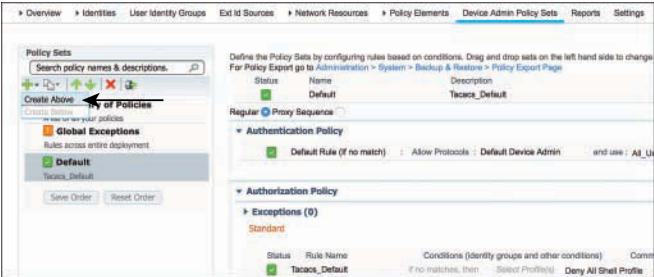 Overview Identities User Identity Groups Ext Id Sources Network Resources Policy Elements Device Admin Policy Sets Reports Settings
Policy Sets
Search policy names & descriptions.
Create Above
ry of Policies
Create Below
your policies
Global Exceptions
Rules across entire deployment
Default
Tacacs_Default
Save Order Reset Order
Define the Policy Sets by configuring rules based on conditions. Drag and drop sets on the left hand side to change
For Policy Export go to Administration > System > Backup & Restore > Policy Export Page
Status Name Description
Default Tacacs_Default
Regular Proxy Sequence
Authentication Policy
Default Rule (If no match) : Allow Protocols : Default Device Admin and use : All_Us
Authorization Policy
Exceptions (0)
Standard
Status Rule Name Conditions (identity groups and other conditions) Comm
Tacacs_Default if no matches, then Select Profile(s) Deny All Shell Profile